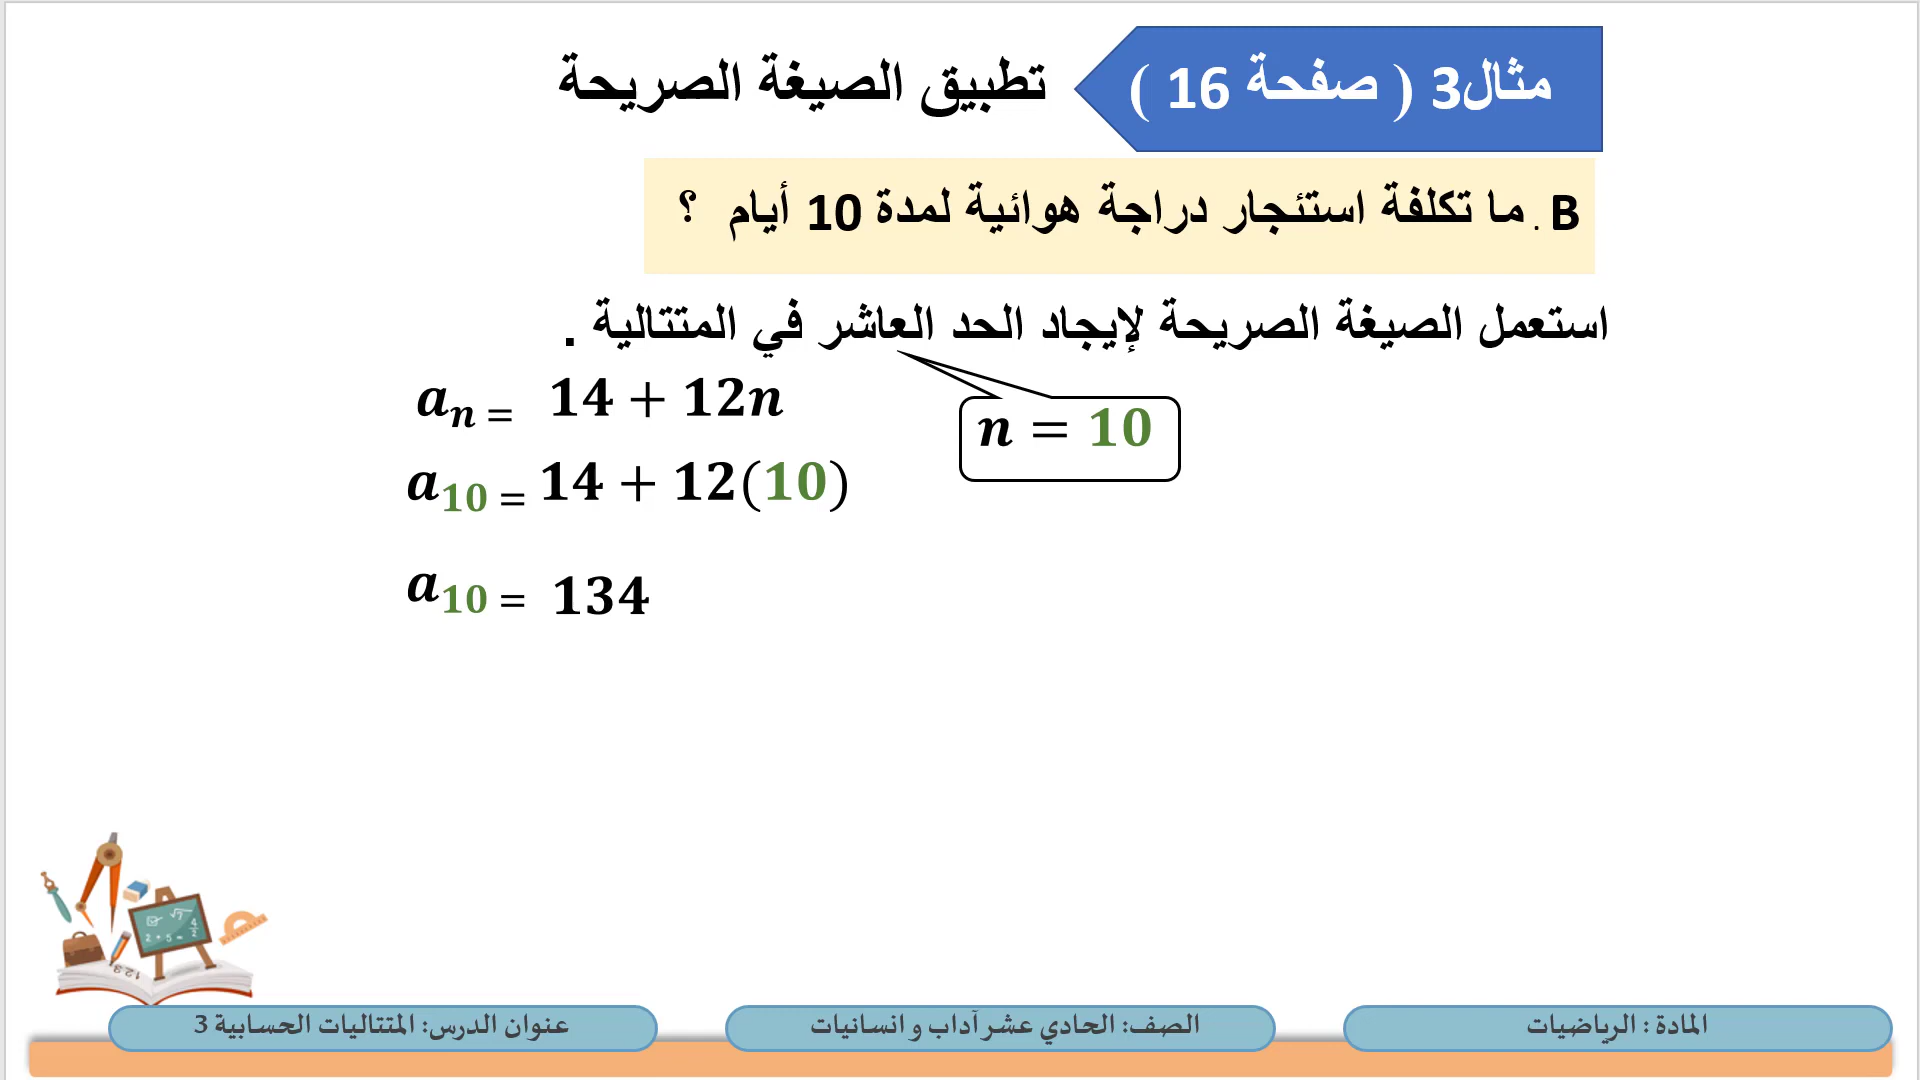 مثال3 ( صفحة 16 )
تطبيق الصيغة الصريحة
B . ما تكلفة استئجار دراجة هوائية لمدة 10 أيام ؟
استعمل الصيغة الصريحة لإيجاد الحد العاشر في المتتالية .
aₙ = 14 + 12n
n = 10
a₁₀ = 14 + 12(10)
a₁₀ = 134
المادة : الرياضيات
الصف: الحادي عشر آداب و انسانيات
عنوان الدرس: المتتاليات الحسابية 3